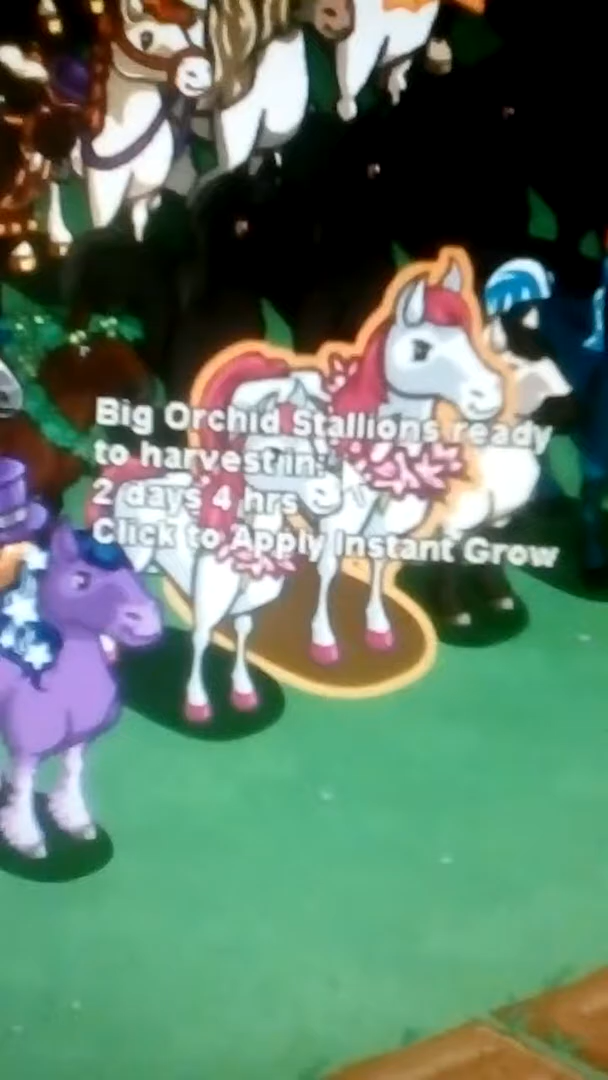 Big Orchid Stallions ready
to harvest in:
2 days 4 hrs
Click to Apply Instant Grow